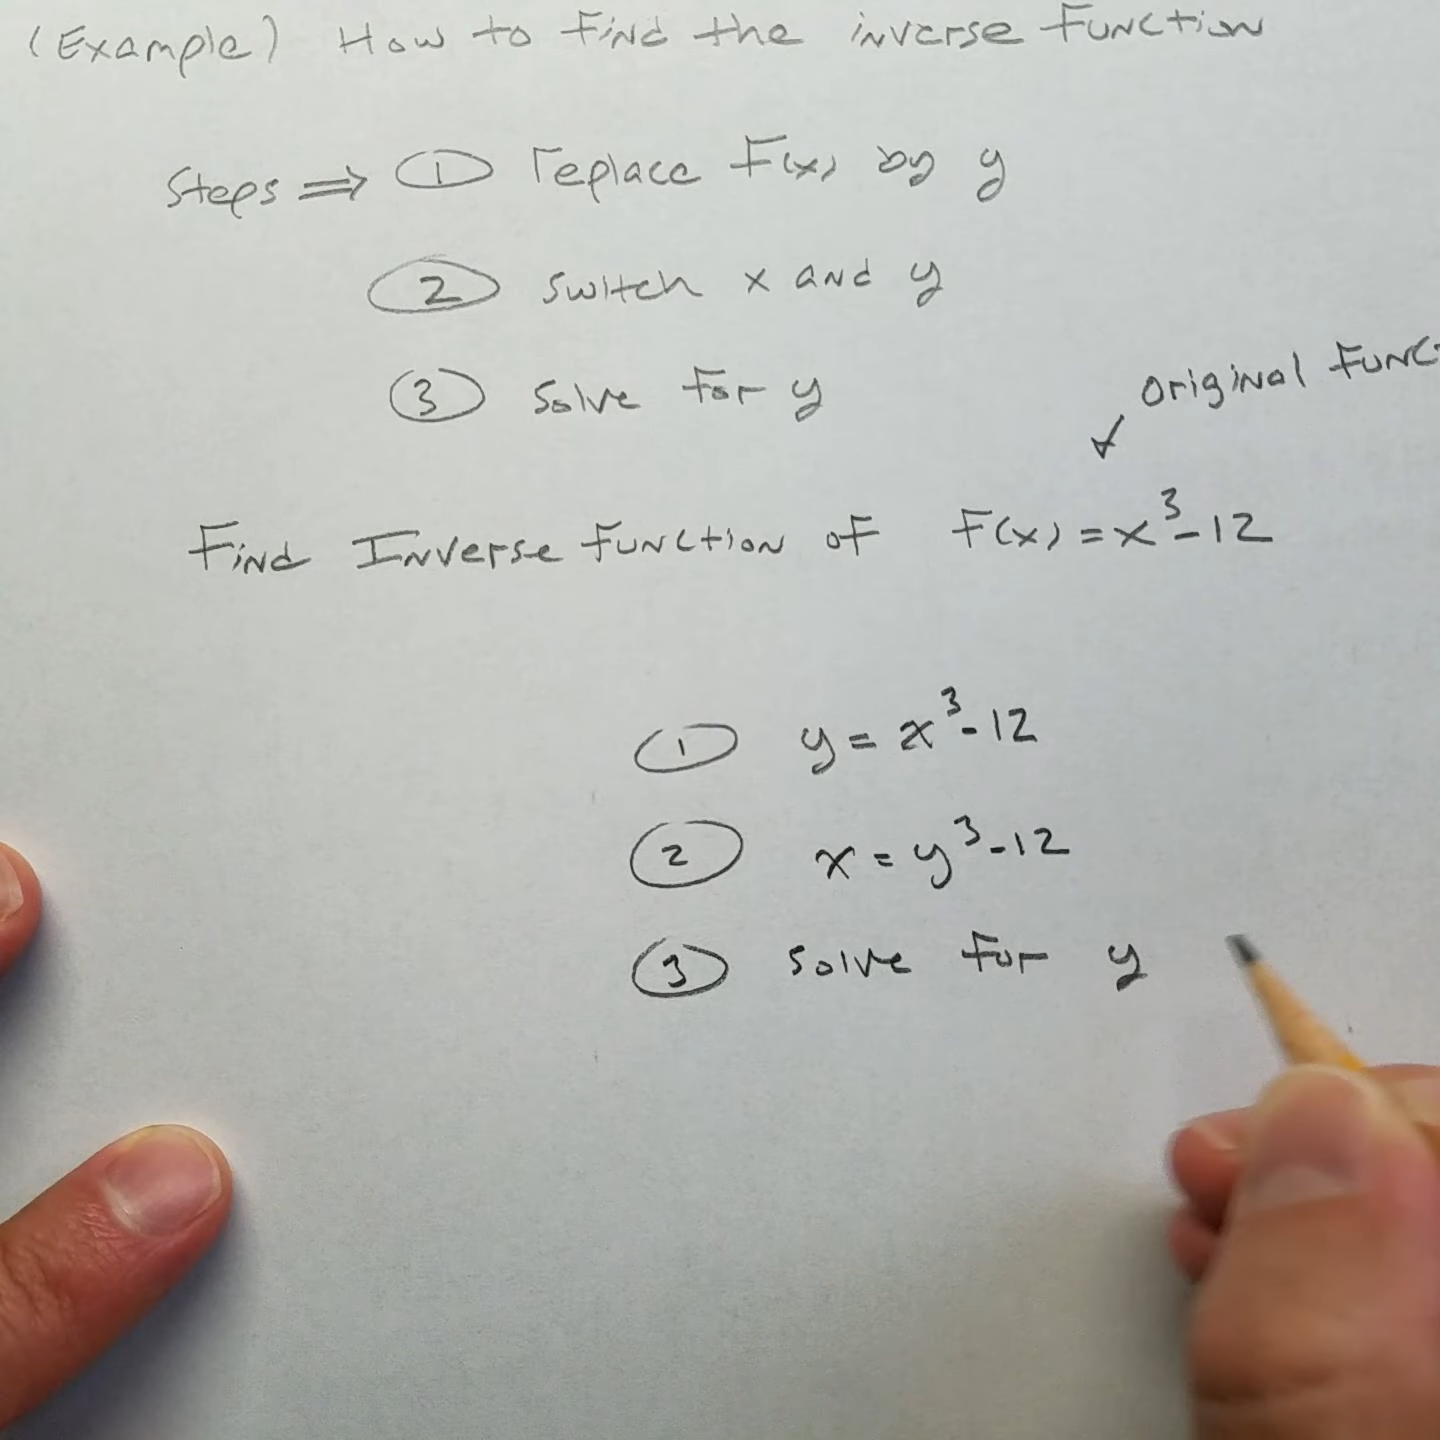 (Example) How to Find the inverse Function
Steps ⇒ ① replace F(x) by y
② switch x and y
③ Solve For y
Original Func
Find Inverse Function of F(x) = x³-12
① y = x³-12
② x = y³-12
③ Solve For y